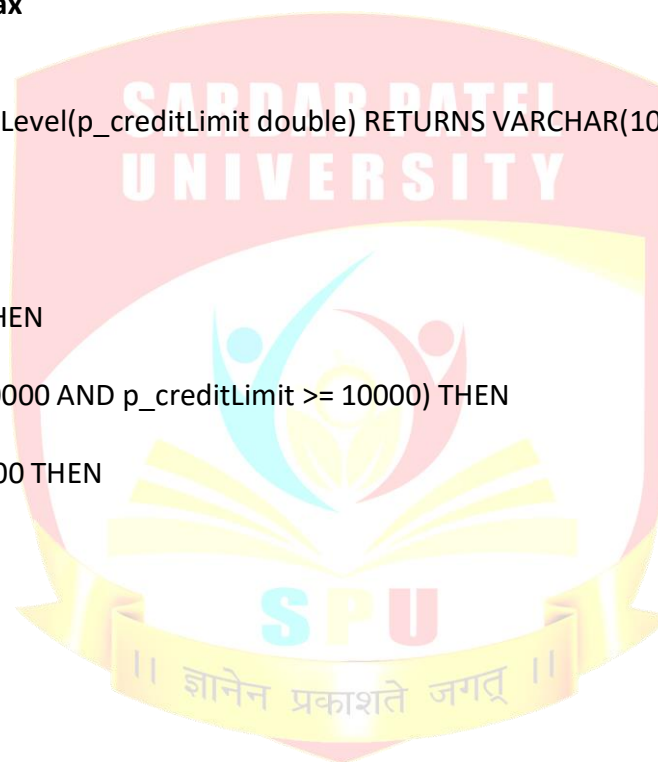 ax
SARDAR PATEL
Level(p_creditLimit double) RETURNS VARCHAR(10
UNIVERSITY
HEN
0000 AND p_creditLimit >= 10000) THEN
00 THEN
SPU
॥ ज्ञानेन प्रकाशते जगत् ॥